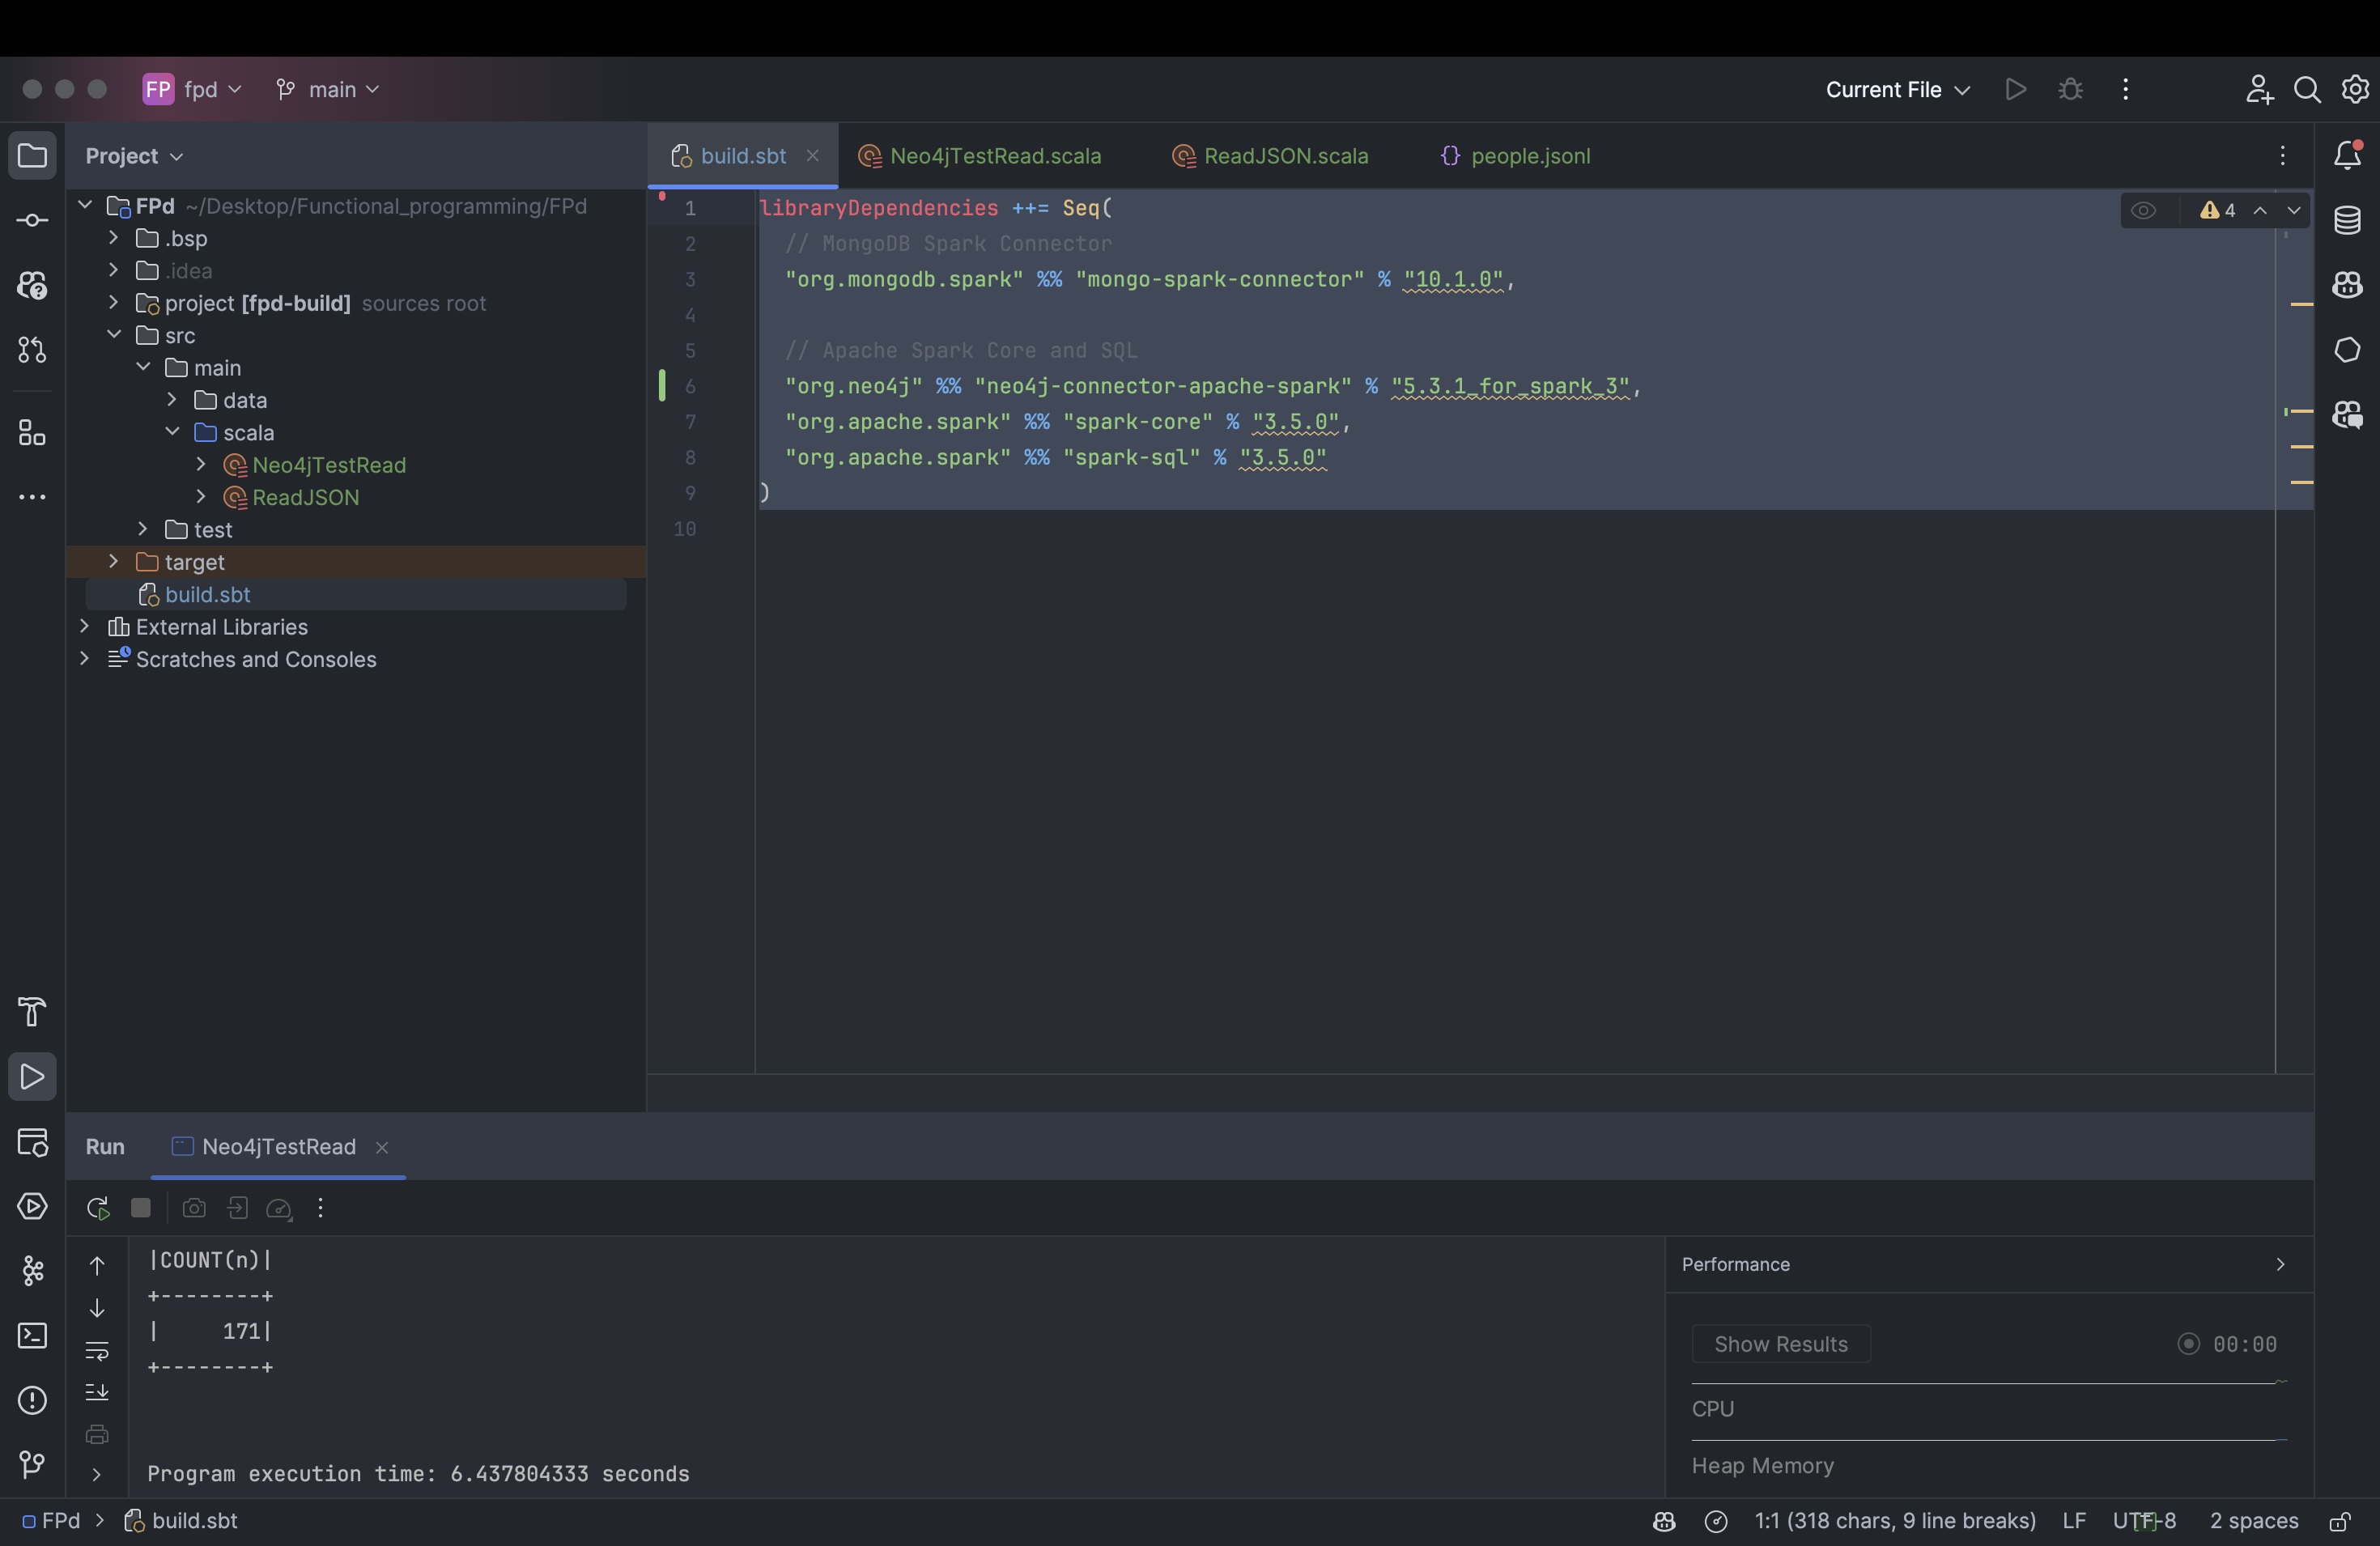 FP fpd main Current File
Project
build.sbt
Neo4jTestRead.scala
ReadJSON.scala
people.jsonl
FPd ~/Desktop/Functional_programming/FPd
.bsp
.idea
project [fpd-build] sources root
src
main
data
scala
Neo4jTestRead
ReadJSON
test
target
build.sbt
External Libraries
Scratches and Consoles
1 libraryDependencies ++= Seq(
2 // MongoDB Spark Connector
3 "org.mongodb.spark" %% "mongo-spark-connector" % "10.1.0",
4
5 // Apache Spark Core and SQL
6 "org.neo4j" %% "neo4j-connector-apache-spark" % "5.3.1_for_spark_3",
7 "org.apache.spark" %% "spark-core" % "3.5.0",
8 "org.apache.spark" %% "spark-sql" % "3.5.0"
9 )
10
4
Run Neo4jTestRead
|COUNT(n)|
+--------+
|     171|
+--------+
Program execution time: 6.437804333 seconds
Performance
Show Results 00:00
CPU
Heap Memory
FPd > build.sbt 1:1 (318 chars, 9 line breaks) LF UTF-8 2 spaces